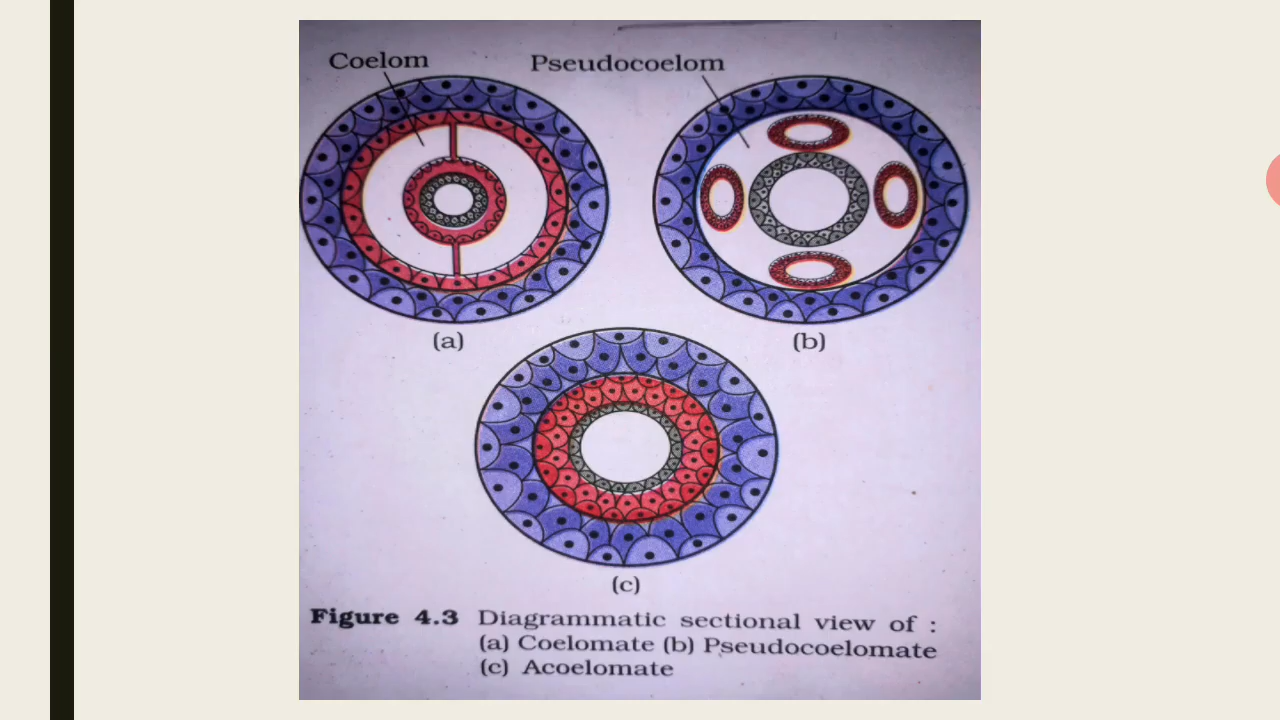 Coelom
Pseudocoelom
(a)
(b)
(c)
Figure 4.3 Diagrammatic sectional view of :
(a) Coelomate (b) Pseudocoelomate
(c) Acoelomate